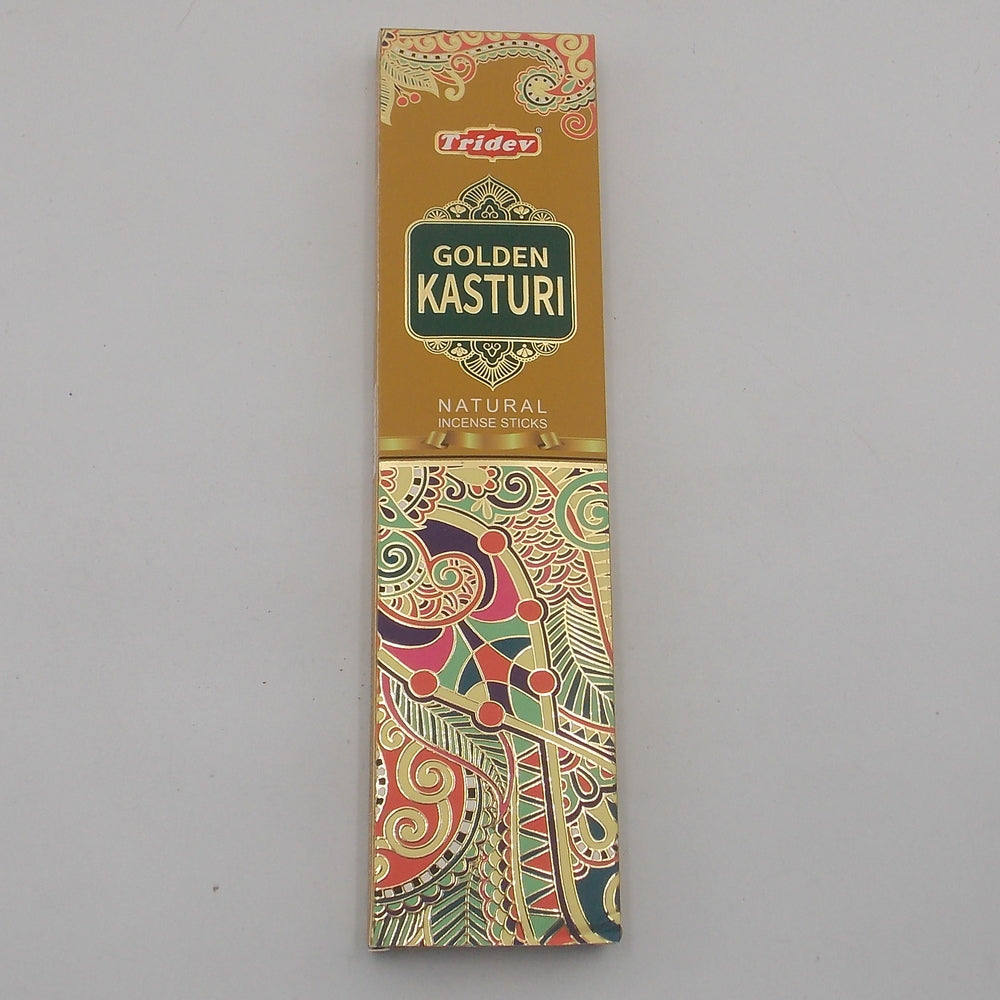 Tridev®
GOLDEN
KASTURI
NATURAL
INCENSE STICKS